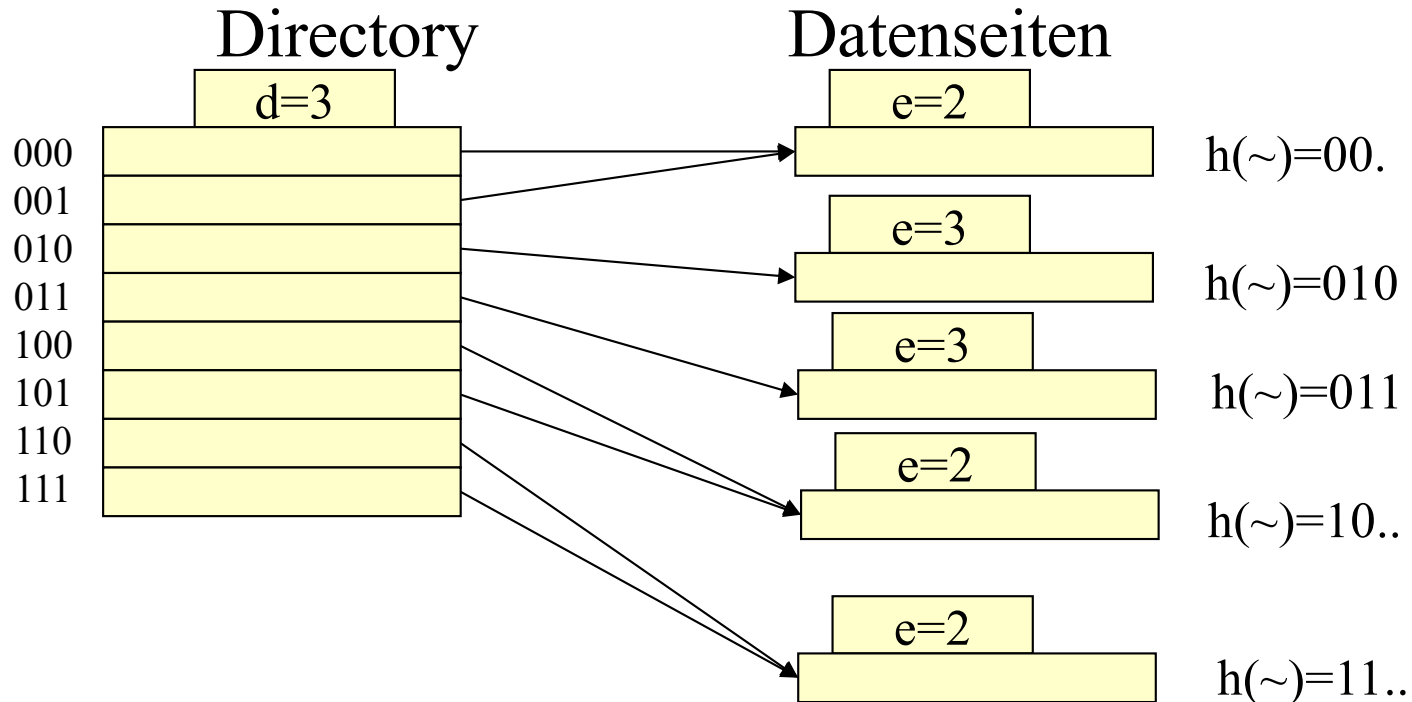 Directory
Datenseiten
d=3
000
001
010
011
100
101
110
111
e=2
h(~)=00.
e=3
h(~)=010
e=3
h(~)=011
e=2
h(~)=10..
e=2
h(~)=11..